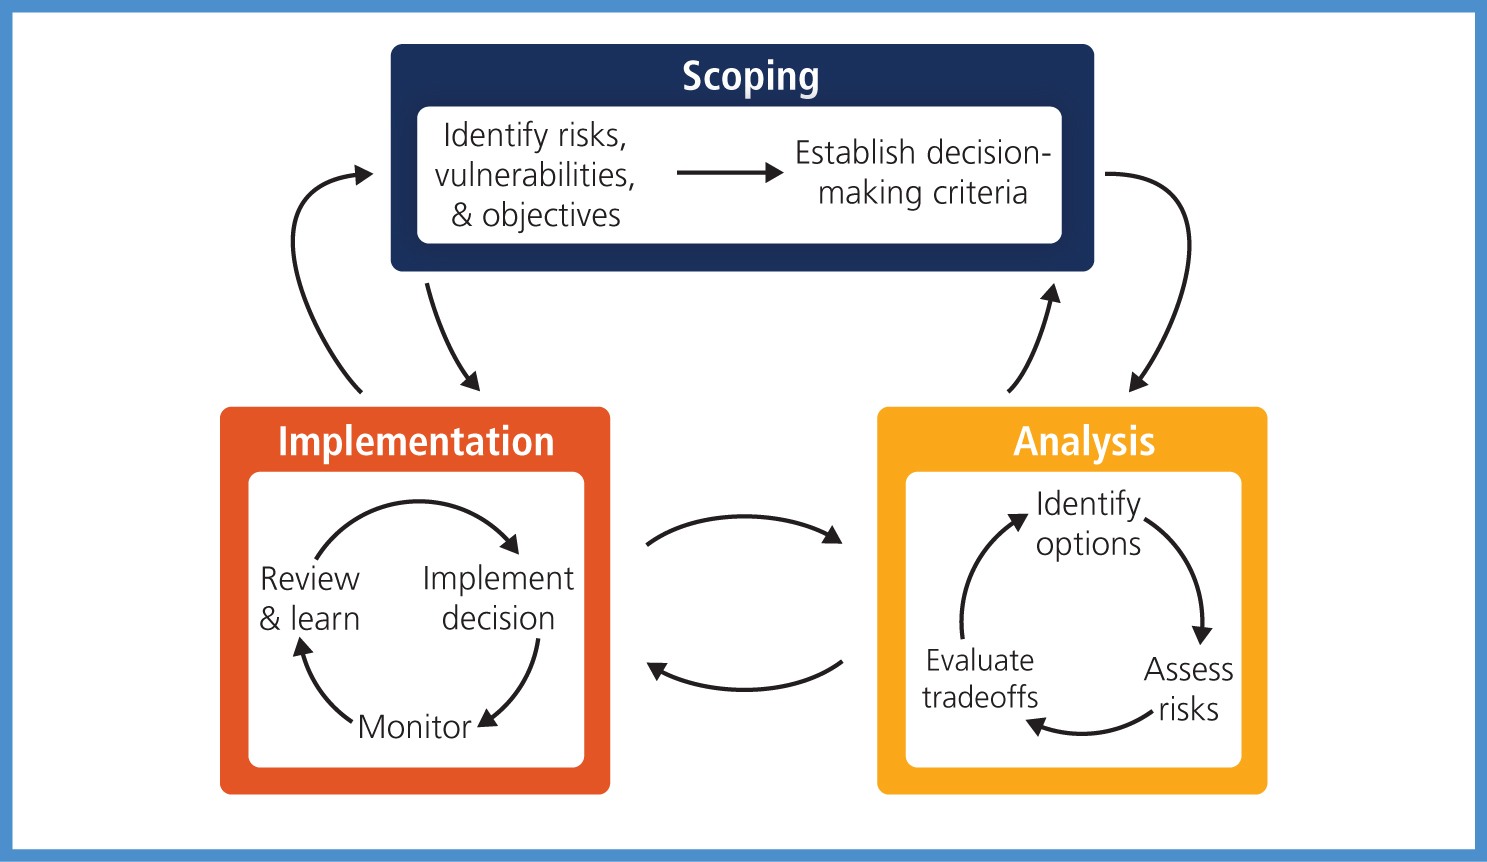 Scoping
Identify risks,
vulnerabilities,
& objectives
Establish decision-
making criteria
Implementation
Review
& learn
Implement
decision
Monitor
Analysis
Identify
options
Assess
risks
Evaluate
tradeoffs